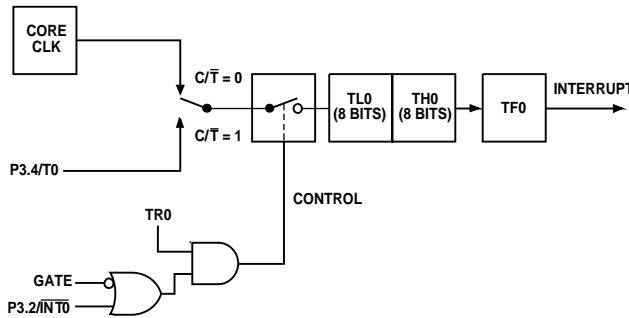 CORE
CLK
C/T̅ = 0
TL0
(8 BITS)
TH0
(8 BITS)
TF0
INTERRUPT
C/T̅ = 1
P3.4/T0
CONTROL
TR0
GATE
P3.2/I̅N̅T̅0̅